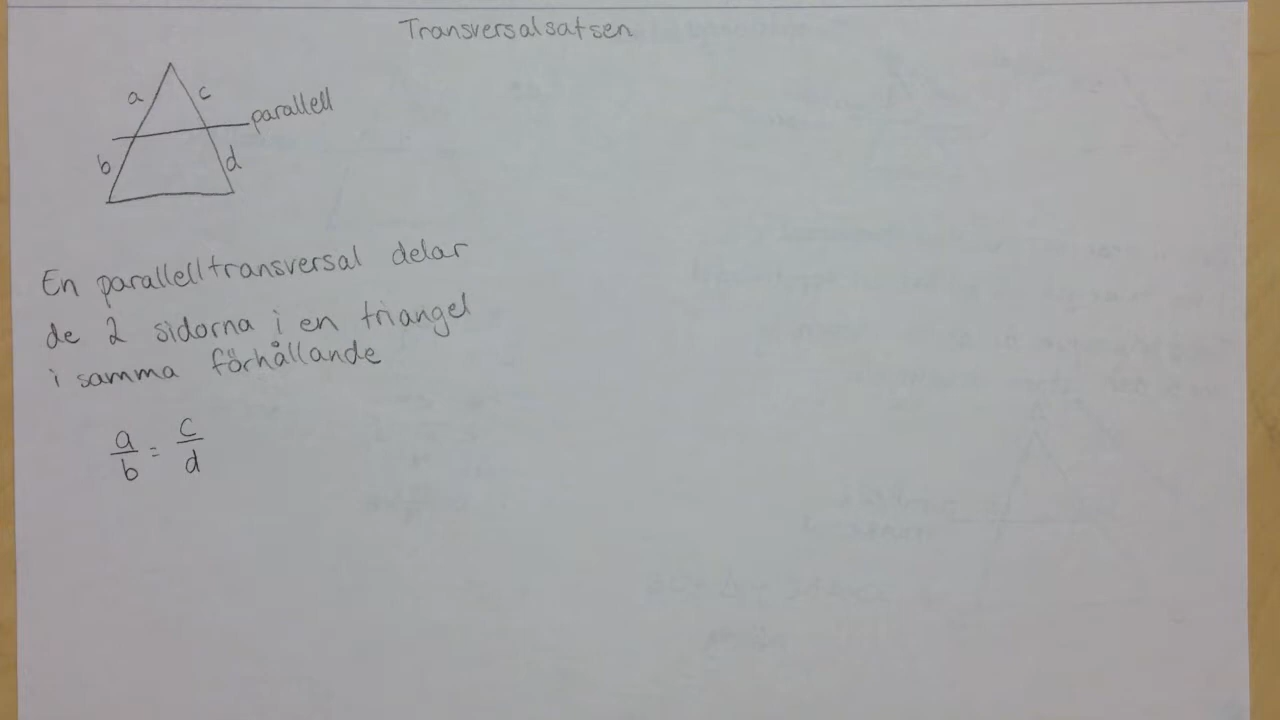 Transversalsatsen
a c
parallell
b d
En parallelltransversal delar
de 2 sidorna i en triangel
i samma förhållande
a/b = c/d